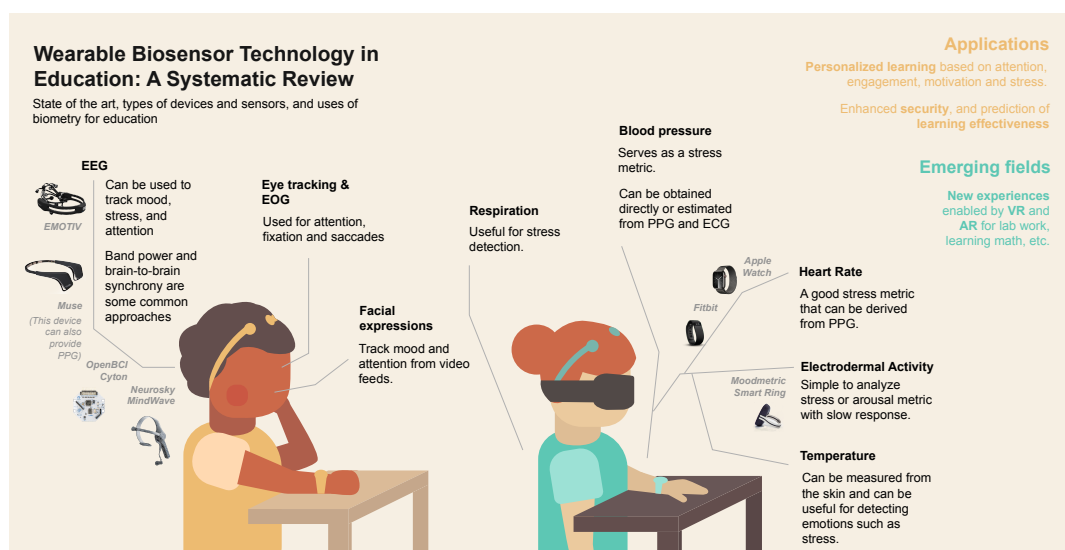 Wearable Biosensor Technology in
Education: A Systematic Review
State of the art, types of devices and sensors, and uses of
biometry for education
Applications
Personalized learning based on attention,
engagement, motivation and stress.
Enhanced security, and prediction of
learning effectiveness
Emerging fields
New experiences
enabled by VR and
AR for lab work,
learning math, etc.
EEG
Can be used to
track mood,
stress, and
attention
Band power and
brain-to-brain
synchrony are
some common
approaches
EMOTIV
Muse
(This device
can also
provide
PPG)
OpenBCI
Cyton
Neurosky
MindWave
Eye tracking &
EOG
Used for attention,
fixation and saccades
Facial
expressions
Track mood and
attention from video
feeds.
Respiration
Useful for stress
detection.
Blood pressure
Serves as a stress
metric.
Can be obtained
directly or estimated
from PPG and ECG
Apple
Watch
Fitbit
Heart Rate
A good stress metric
that can be derived
from PPG.
Moodmetric
Smart Ring
Electrodermal Activity
Simple to analyze
stress or arousal metric
with slow response.
Temperature
Can be measured from
the skin and can be
useful for detecting
emotions such as
stress.